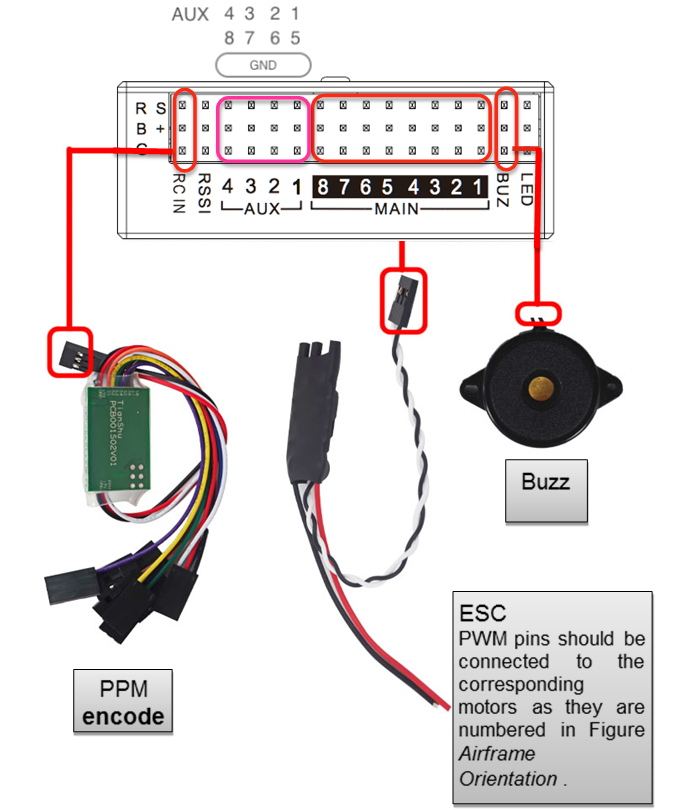 AUX 4 3 2 1
8 7 6 5
GND
R S
B +
G
RC IN
RSSI
4 3 2 1
AUX
8 7 6 5 4 3 2 1
MAIN
BUZ
LED
TianShu
PCB001S02V01
Buzz
ESC
PWM pins should be
connected to the
corresponding
motors as they are
numbered in Figure
Airframe
Orientation .
PPM
encode